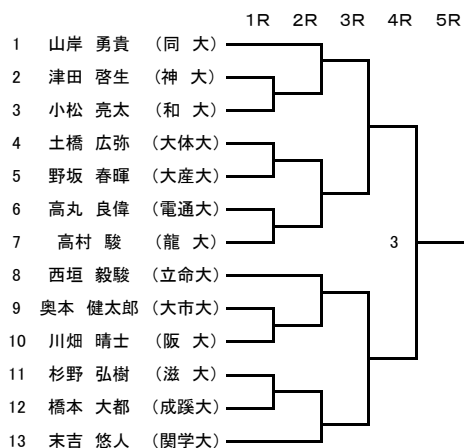 1R 2R 3R 4R 5R
1 山岸 勇貴 （同 大）
2 津田 啓生 （神 大）
3 小松 亮太 （和 大）
4 土橋 広弥 （大体大）
5 野坂 春暉 （大産大）
6 高丸 良偉 （電通大）
7 高村 駿 （龍 大）
3
8 西垣 毅駿 （立命大）
9 奥本 健太郎 （大市大）
10 川畑 晴士 （阪 大）
11 杉野 弘樹 （滋 大）
12 橋本 大都 （成蹊大）
13 末吉 悠人 （関学大）